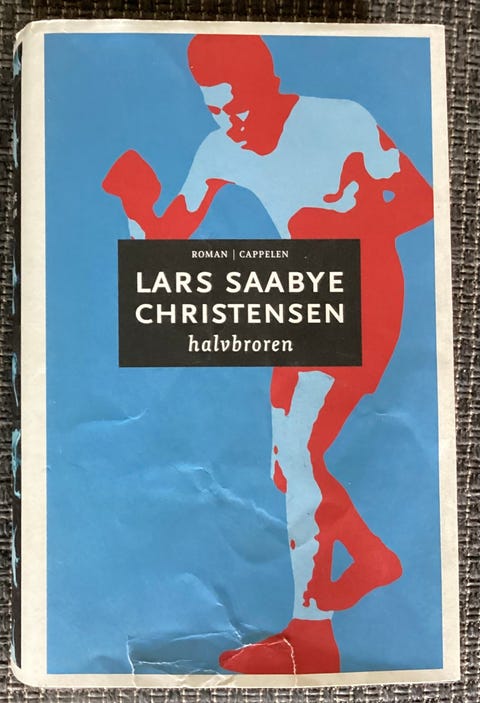 ROMAN | CAPPELEN
LARS SAABYE
CHRISTENSEN
halvbroren